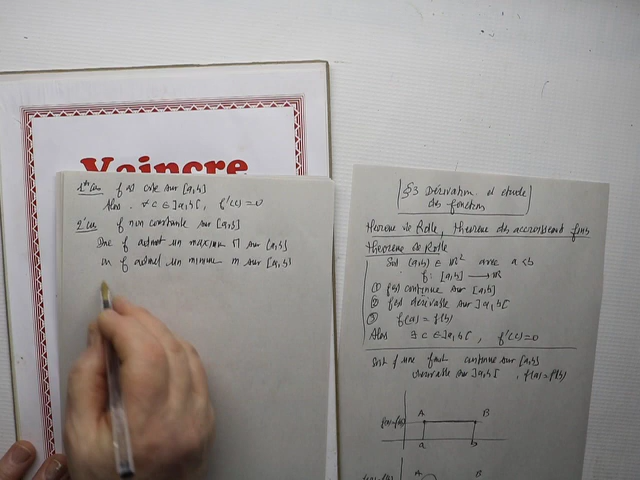 Vaincre
1er cas f est cste sur [a,b]
Alors ∀ c ∈ ]a,b[, f'(c)=0
2e cas f non constante sur [a,b]
Donc f admet un maximum M sur [a,b]
ou f admet un minimum m sur [a,b]
§3 Dérivation et étude
des fonctions
Théorème de Rolle, théorème des accroissements finis
Théorème de Rolle
Soit (a,b) ∈ ℝ² avec a<b
f: [a,b] → ℝ
① f est continue sur [a,b]
② f est dérivable sur ]a,b[
③ f(a) = f(b)
Alors ∃ c ∈ ]a,b[, f'(c)=0
Soit f une fonct continue sur [a,b]
dérivable sur ]a,b[, f(a)=f(b)
A B
f(a)=f(b)
a b
A B